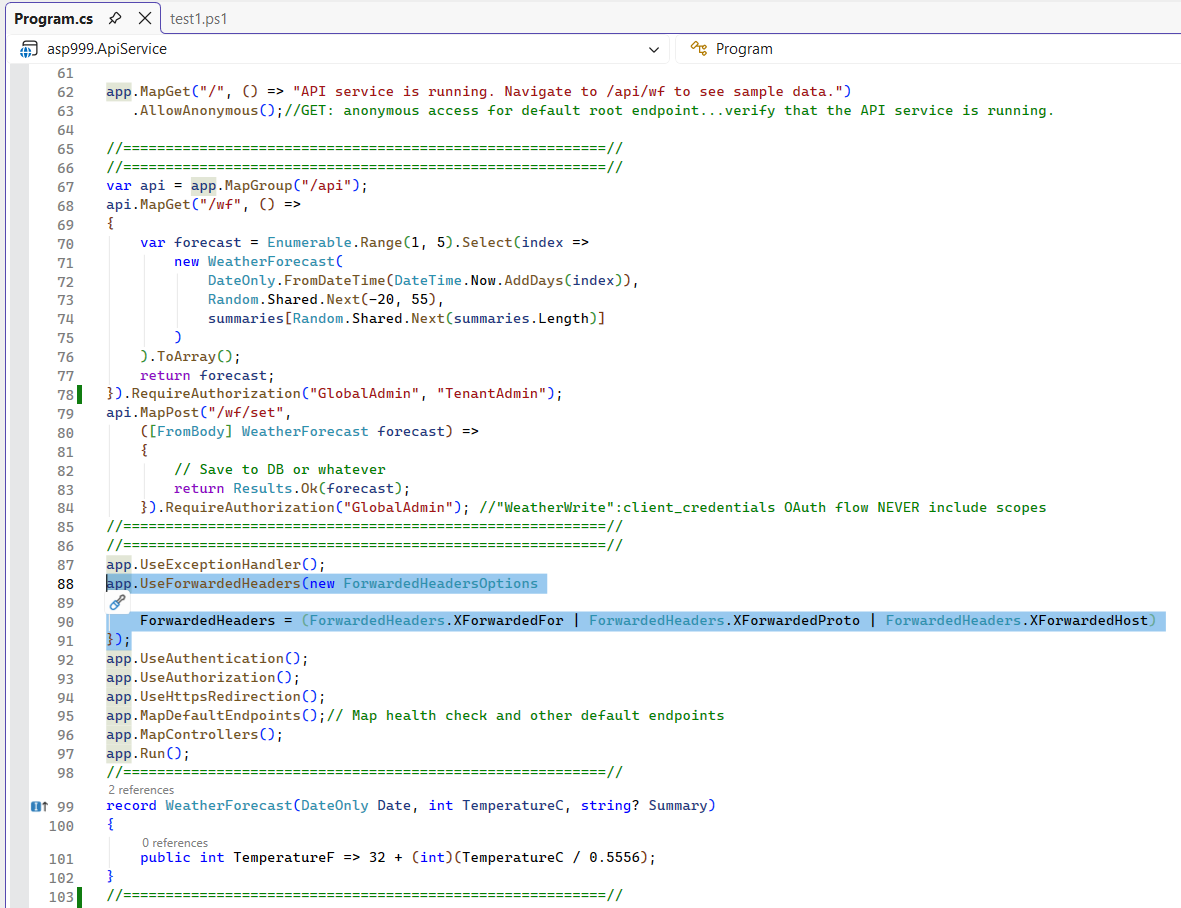 Program.cs test1.ps1
asp999.ApiService Program
61
62 app.MapGet("/", () => "API service is running. Navigate to /api/wf to see sample data.")
63 .AllowAnonymous();//GET: anonymous access for default root endpoint...verify that the API service is running.
64
65 //=========================================================//
66 //=========================================================//
67 var api = app.MapGroup("/api");
68 api.MapGet("/wf", () =>
69 {
70 var forecast = Enumerable.Range(1, 5).Select(index =>
71 new WeatherForecast(
72 DateOnly.FromDateTime(DateTime.Now.AddDays(index)),
73 Random.Shared.Next(-20, 55),
74 summaries[Random.Shared.Next(summaries.Length)]
75 )
76 ).ToArray();
77 return forecast;
78 }).RequireAuthorization("GlobalAdmin", "TenantAdmin");
79 api.MapPost("/wf/set",
80 ([FromBody] WeatherForecast forecast) =>
81 {
82 // Save to DB or whatever
83 return Results.Ok(forecast);
84 }).RequireAuthorization("GlobalAdmin"); //"WeatherWrite":client_credentials OAuth flow NEVER include scopes
85 //=========================================================//
86 //=========================================================//
87 app.UseExceptionHandler();
88 app.UseForwardedHeaders(new ForwardedHeadersOptions
89
90 ForwardedHeaders = (ForwardedHeaders.XForwardedFor | ForwardedHeaders.XForwardedProto | ForwardedHeaders.XForwardedHost)
91 });
92 app.UseAuthentication();
93 app.UseAuthorization();
94 app.UseHttpsRedirection();
95 app.MapDefaultEndpoints();// Map health check and other default endpoints
96 app.MapControllers();
97 app.Run();
98 //=========================================================//
2 references
99 record WeatherForecast(DateOnly Date, int TemperatureC, string? Summary)
100 {
0 references
101 public int TemperatureF => 32 + (int)(TemperatureC / 0.5556);
102 }
103 //=========================================================//